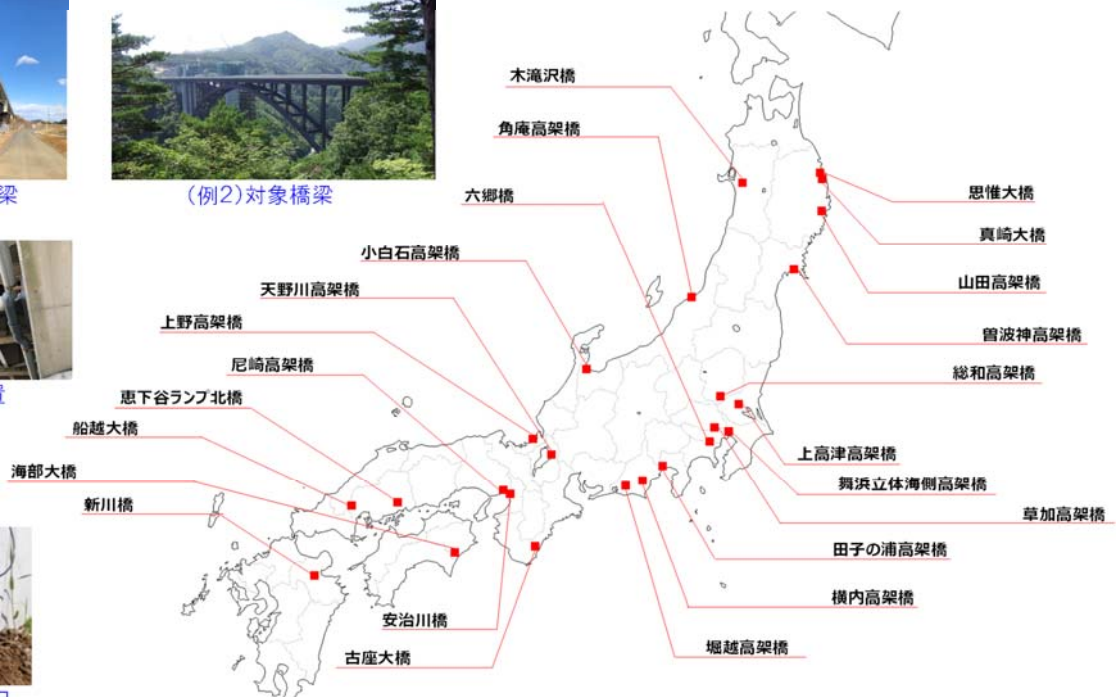 梁
(例2)対象橋梁
木滝沢橋
角庵高架橋
六郷橋
小白石高架橋
天野川高架橋
上野高架橋
尼崎高架橋
恵下谷ランプ北橋
船越大橋
海部大橋
新川橋
安治川橋
古座大橋
思惟大橋
真崎大橋
山田高架橋
曽波神高架橋
総和高架橋
上高津高架橋
舞浜立体海側高架橋
草加高架橋
田子の浦高架橋
横内高架橋
堀越高架橋